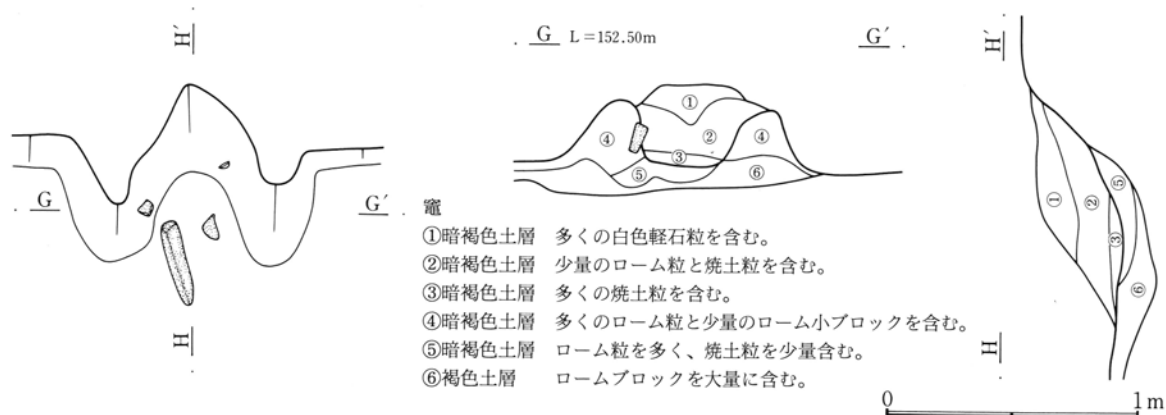 H′
G
G′
H
G L=152.50m G′
① ② ③ ④ ④ ⑤ ⑥
H′
① ② ③ ⑤ ⑥
H
竈
①暗褐色土層 多くの白色軽石粒を含む。
②暗褐色土層 少量のローム粒と焼土粒を含む。
③暗褐色土層 多くの焼土粒を含む。
④暗褐色土層 多くのローム粒と少量のローム小ブロックを含む。
⑤暗褐色土層 ローム粒を多く、焼土粒を少量含む。
⑥褐色土層 ロームブロックを大量に含む。
0 1m